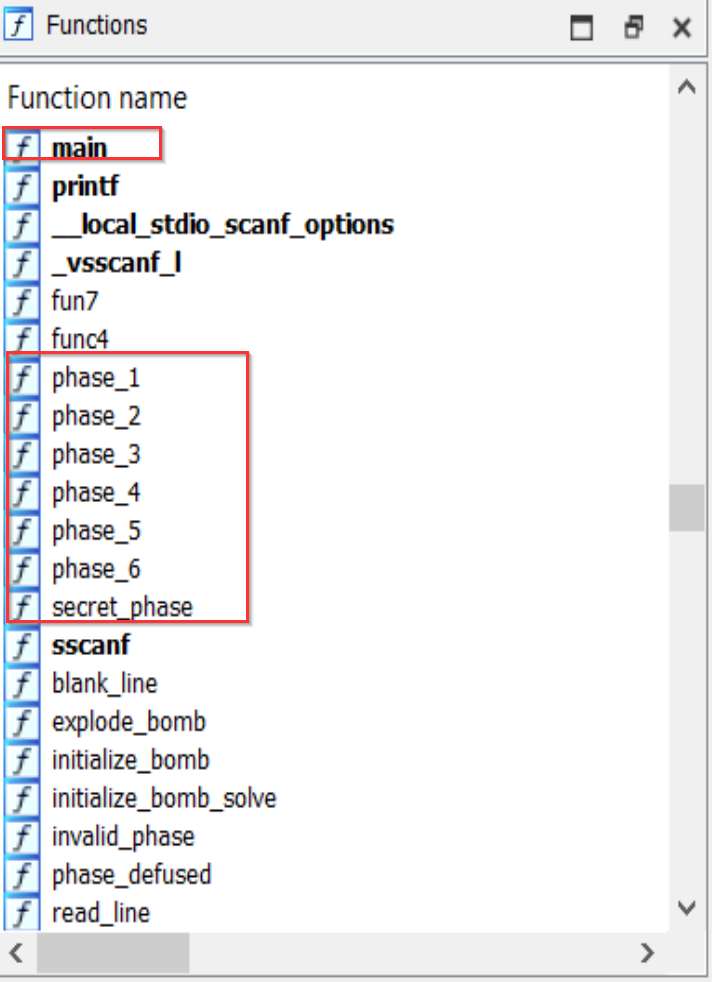 Functions
Function name
main
printf
__local_stdio_scanf_options
_vsscanf_l
fun7
func4
phase_1
phase_2
phase_3
phase_4
phase_5
phase_6
secret_phase
sscanf
blank_line
explode_bomb
initialize_bomb
initialize_bomb_solve
invalid_phase
phase_defused
read_line